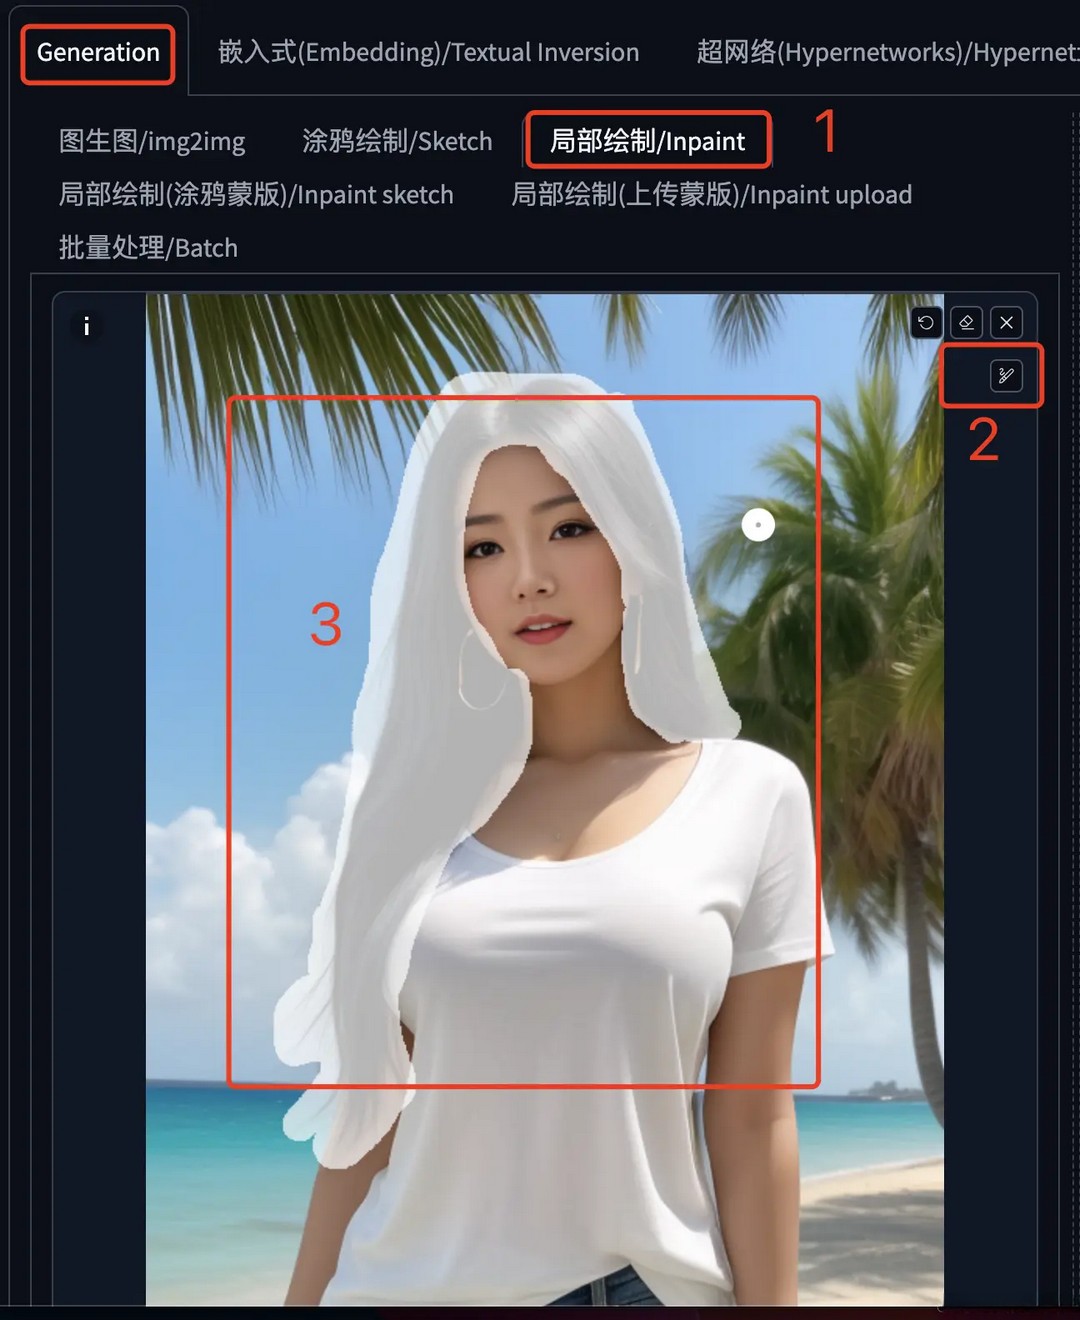 Generation 嵌入式(Embedding)/Textual Inversion 超网络(Hypernetworks)/Hypernet
图生图/img2img 涂鸦绘制/Sketch 局部绘制/Inpaint 1
局部绘制(涂鸦蒙版)/Inpaint sketch 局部绘制(上传蒙版)/Inpaint upload
批量处理/Batch
i
2
3